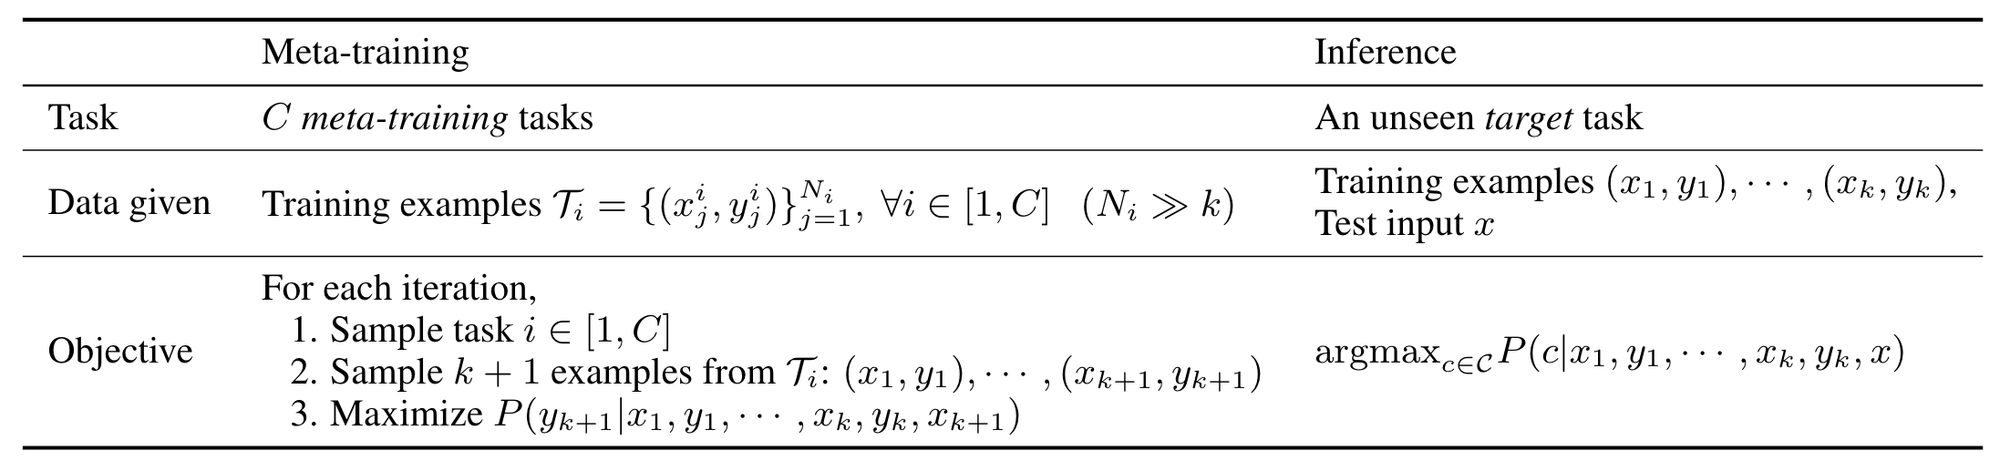 Meta-training Inference
Task C meta-training tasks An unseen target task
Data given Training examples 𝒯ᵢ = {(xⱼⁱ, yⱼⁱ)}ⱼ₌₁^{Nᵢ}, ∀i ∈ [1, C] (Nᵢ ≫ k) Training examples (x₁, y₁), ⋯ , (xₖ, yₖ),
Test input x
Objective
For each iteration,
1. Sample task i ∈ [1, C]
2. Sample k + 1 examples from 𝒯ᵢ: (x₁, y₁), ⋯ , (xₖ₊₁, yₖ₊₁)
3. Maximize P(yₖ₊₁|x₁, y₁, ⋯ , xₖ, yₖ, xₖ₊₁)
argmax_{c∈𝒞} P(c|x₁, y₁, ⋯ , xₖ, yₖ, x)